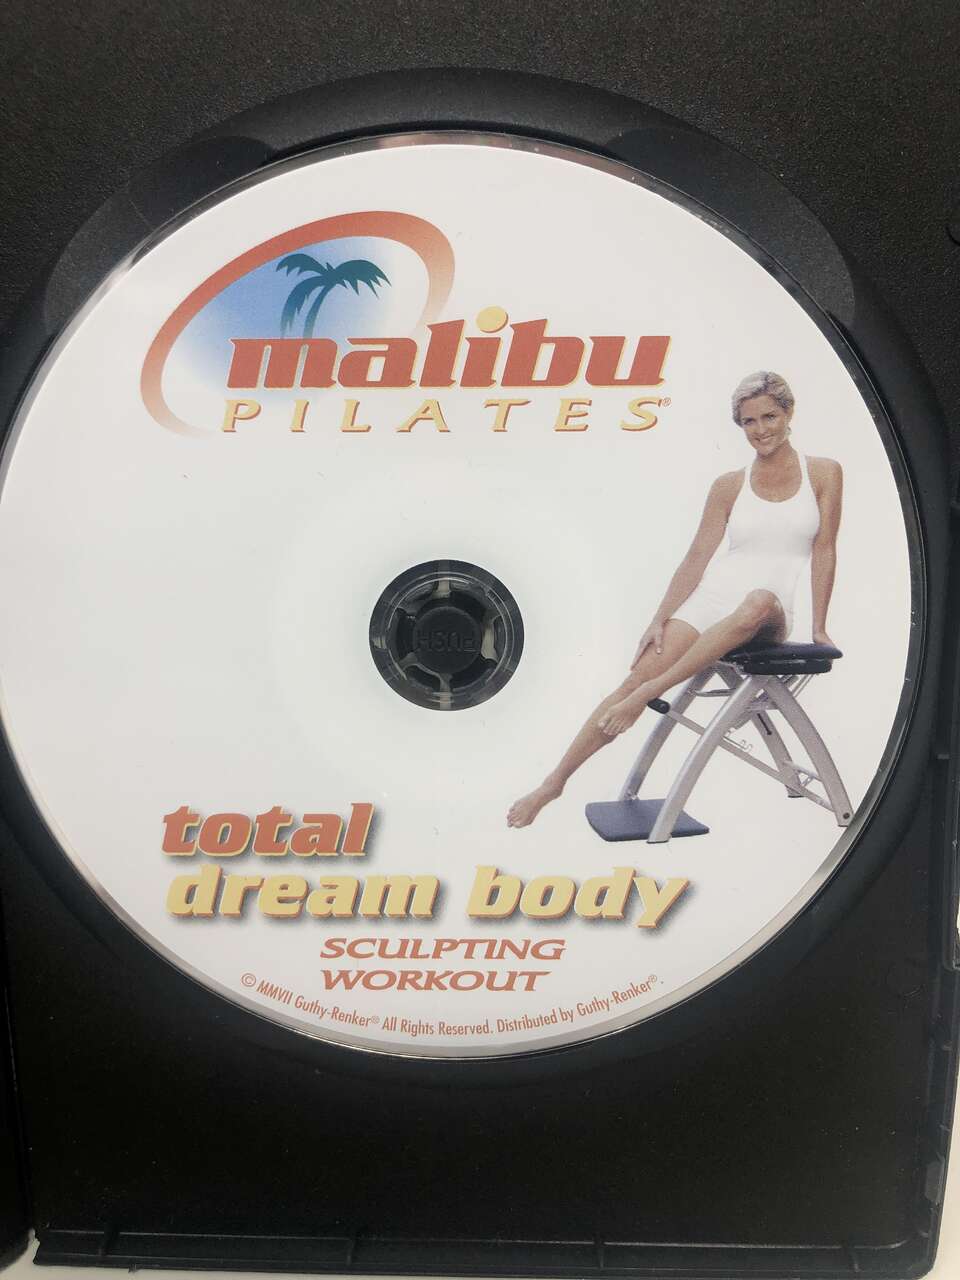 malibu
PILATES®
PUSH
total
dream body
SCULPTING
WORKOUT
© MMVII Guthy-Renker® All Rights Reserved. Distributed by Guthy-Renker®